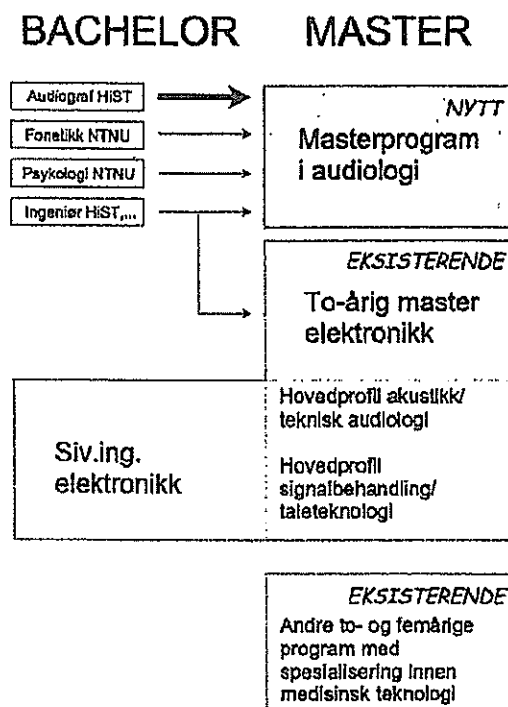 BACHELOR MASTER
Audiograf HiST
Fonetikk NTNU
Psykologi NTNU
Ingeniør HiST,...
NYTT
Masterprogram
i audiologi
EKSISTERENDE
To-årig master
elektronikk
Siv.ing.
elektronikk
Hovedprofil akustikk/
teknisk audiologi
Hovedprofil
signalbehandling/
taleteknologi
EKSISTERENDE
Andre to- og femårige
program med
spesialisering innen
medisinsk teknologi